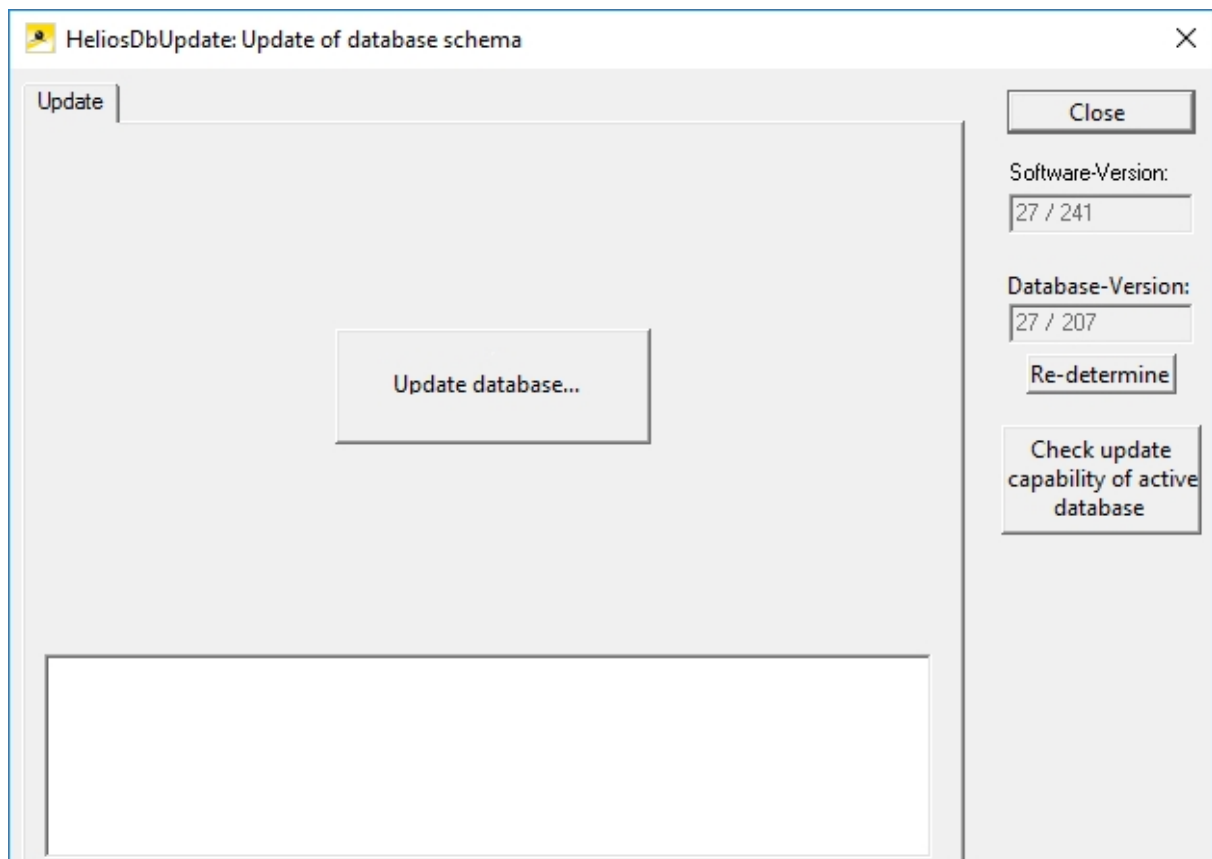 HeliosDbUpdate: Update of database schema
Update
Close
Software-Version:
27 / 241
Database-Version:
27 / 207
Re-determine
Update database...
Check update
capability of active
database